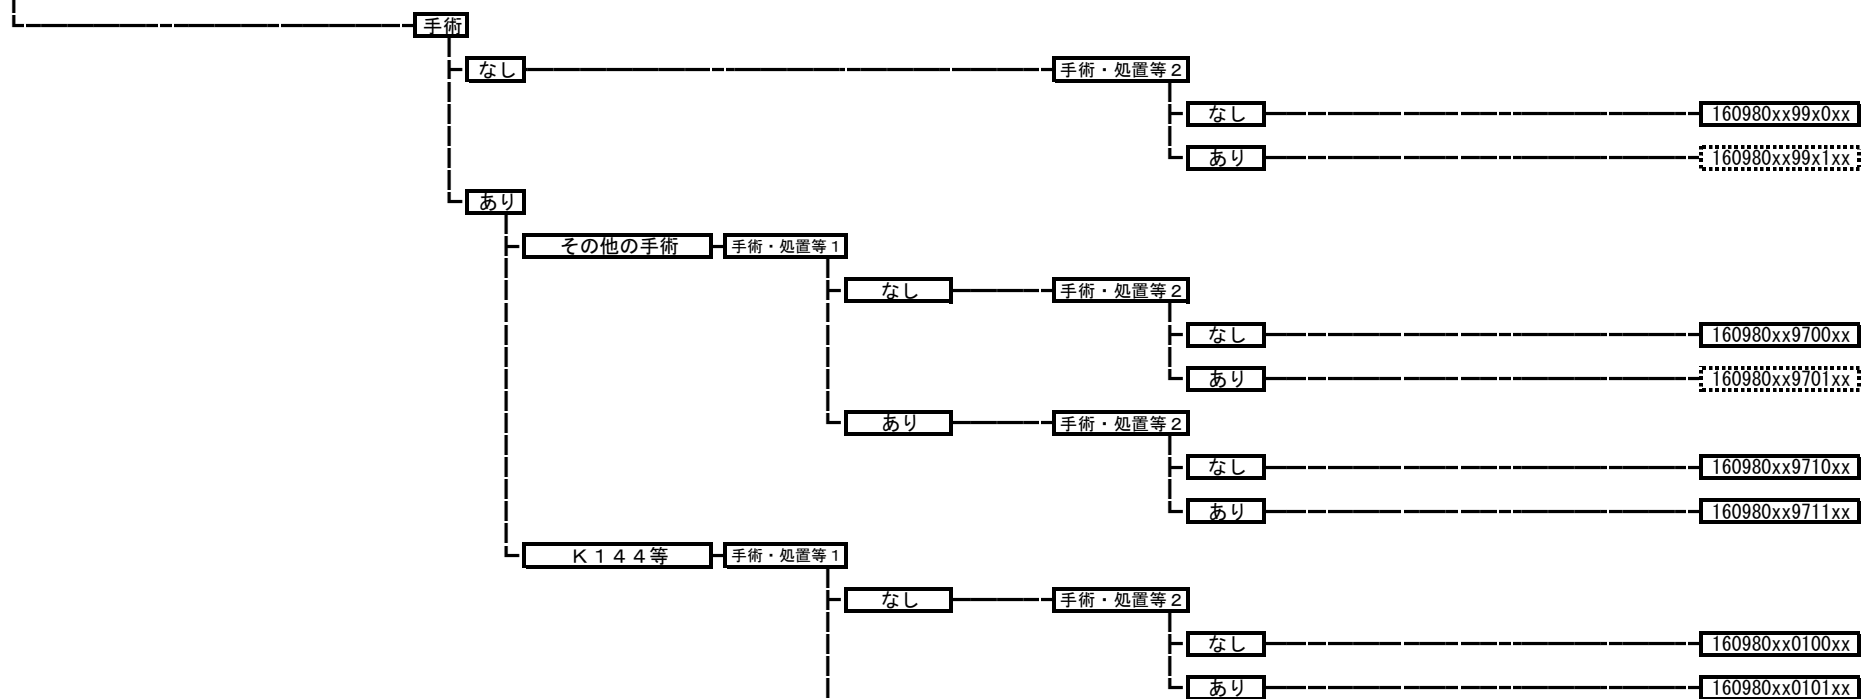 手術
なし 手術・処置等2
なし 160980xx99x0xx
あり 160980xx99x1xx
あり
その他の手術 手術・処置等1
なし 手術・処置等2
なし 160980xx9700xx
あり 160980xx9701xx
あり 手術・処置等2
なし 160980xx9710xx
あり 160980xx9711xx
K144等 手術・処置等1
なし 手術・処置等2
なし 160980xx0100xx
あり 160980xx0101xx